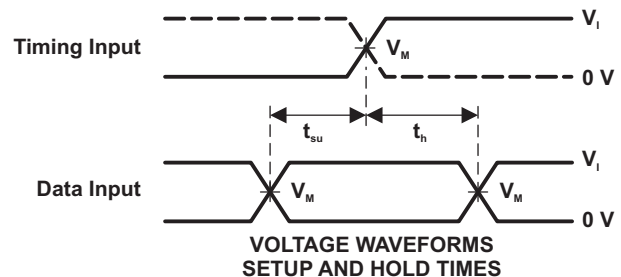 V_I
Timing Input
V_M
0 V
t_su
t_h
V_I
Data Input
V_M
V_M
0 V
VOLTAGE WAVEFORMS
SETUP AND HOLD TIMES